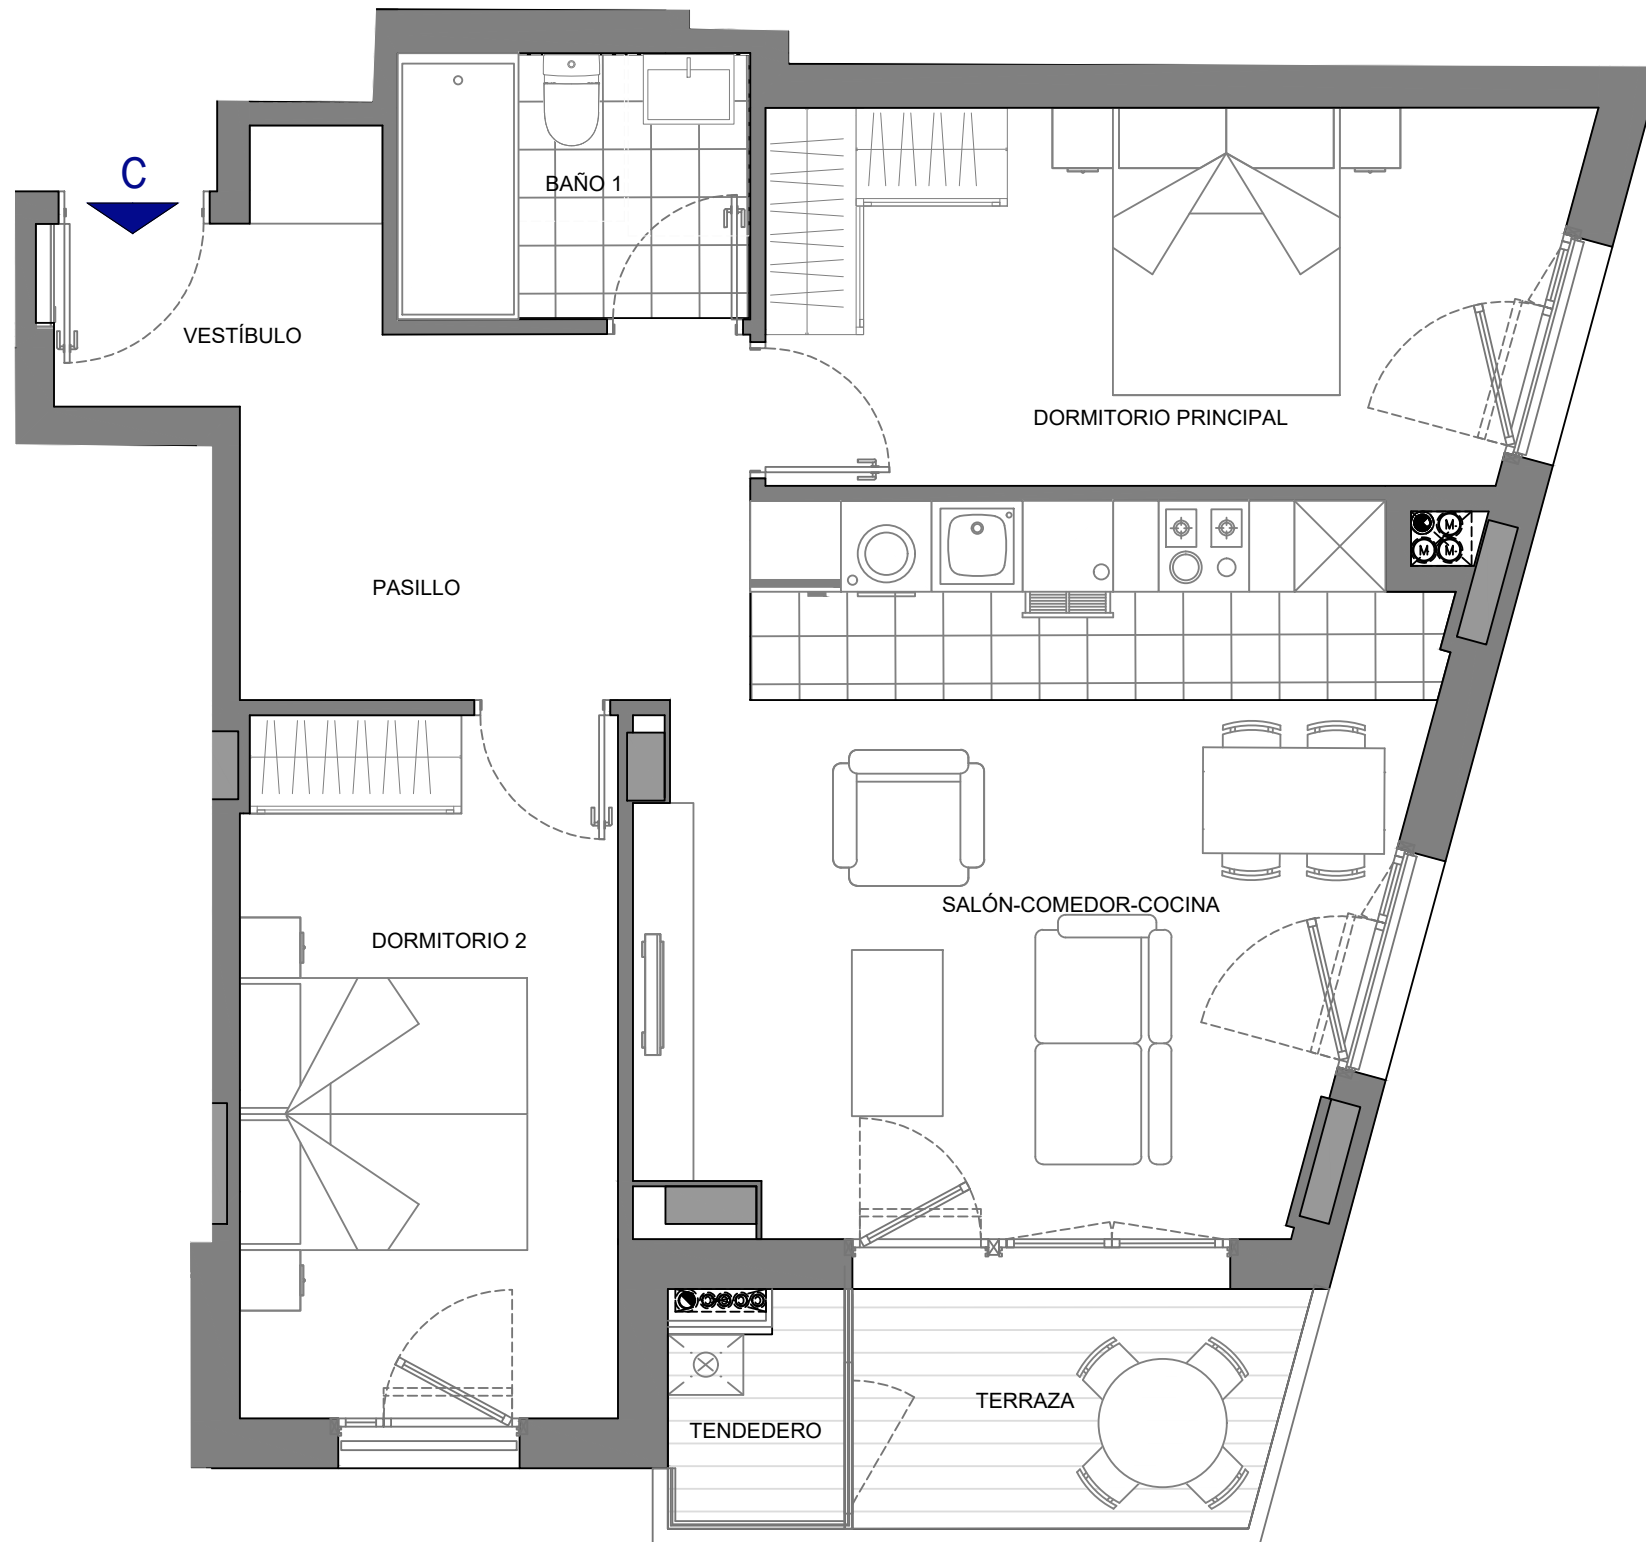 C
BAÑO 1
VESTÍBULO
DORMITORIO PRINCIPAL
M
M M
PASILLO
SALÓN-COMEDOR-COCINA
DORMITORIO 2
TERRAZA
TENDEDERO